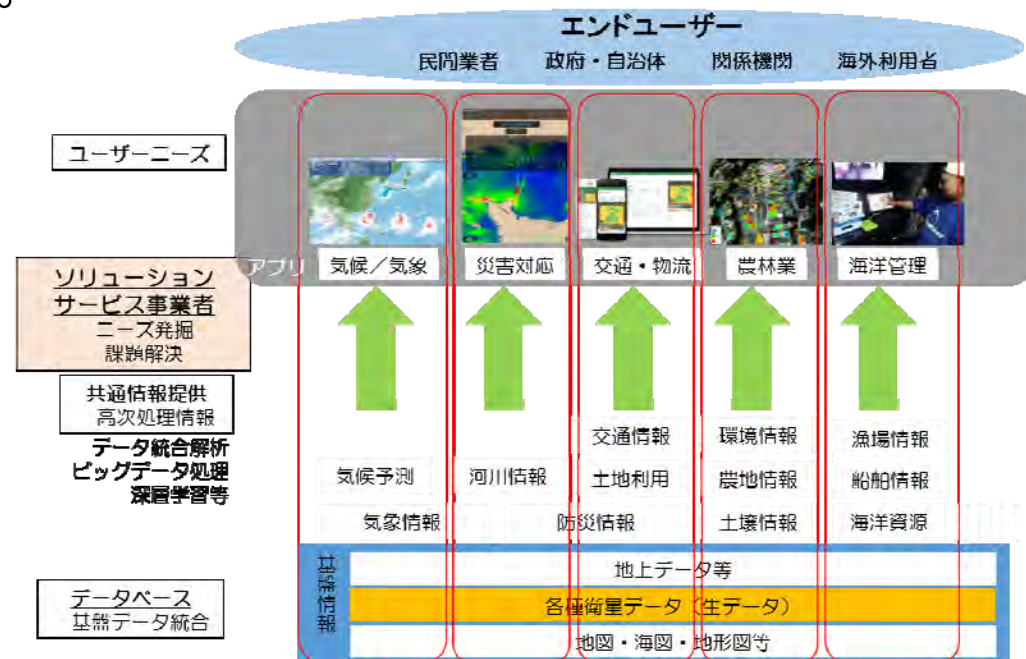 エンドユーザー
民間業者 政府・自治体 関係機関 海外利用者
ユーザーニーズ
アプリ
気候／気象 災害対応 交通・物流 農林業 海洋管理
ソリューション
サービス事業者
ニーズ発掘
課題解決
共通情報提供
高次処理情報
データ統合解析
ビッグデータ処理
深層学習等
交通情報 環境情報 漁場情報
気候予測 河川情報 土地利用 農地情報 船舶情報
気象情報 防災情報 土壌情報 海洋資源
基盤情報
地上データ等
各種衛星データ（生データ）
地図・海図・地形図等
データベース
基盤データ統合